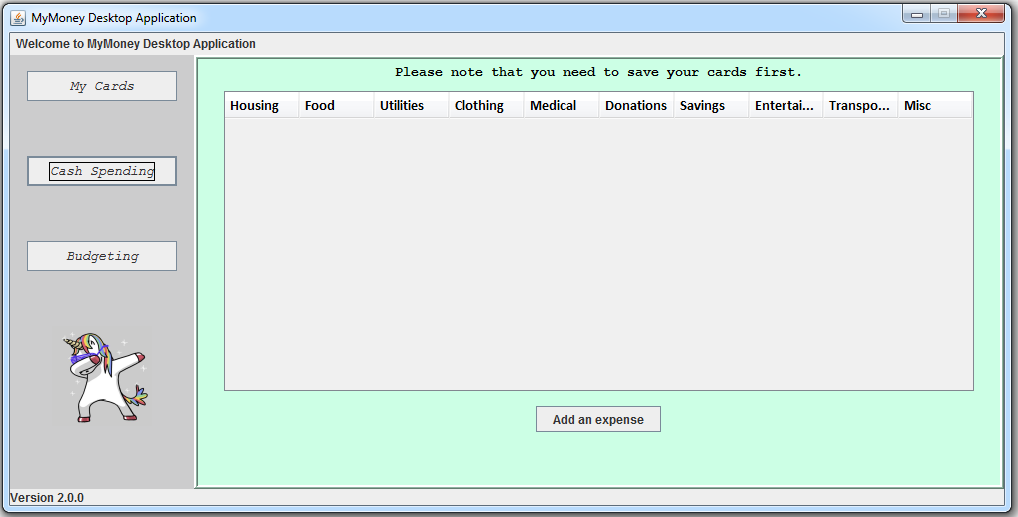 MyMoney Desktop Application
Welcome to MyMoney Desktop Application
My Cards
Cash Spending
Budgeting
Please note that you need to save your cards first.
Housing Food Utilities Clothing Medical Donations Savings Entertai... Transpo... Misc
Add an expense
Version 2.0.0